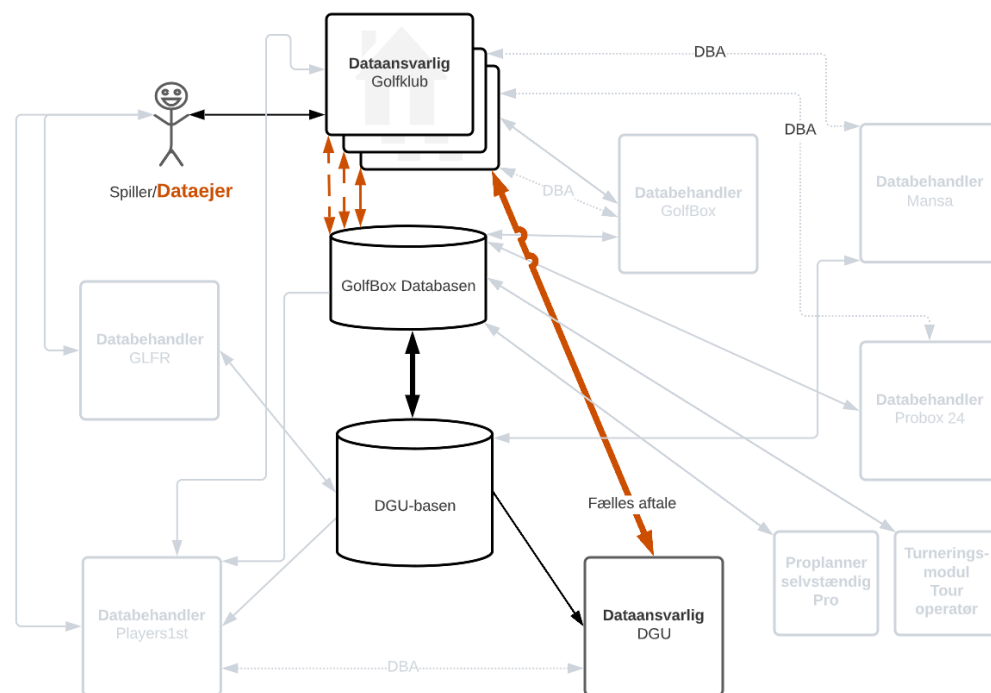 DBA
Dataansvarlig
Golfklub
DBA
Databehandler
Mansa
Spiller/Dataejer
DBA
Databehandler
GolfBox
GolfBox Databasen
Databehandler
GLFR
Databehandler
Probox 24
DGU-basen
Fælles aftale
Proplanner
selvstændig
Pro
Turnerings-
modul
Tour
operatør
Databehandler
Players1st
Dataansvarlig
DGU
DBA